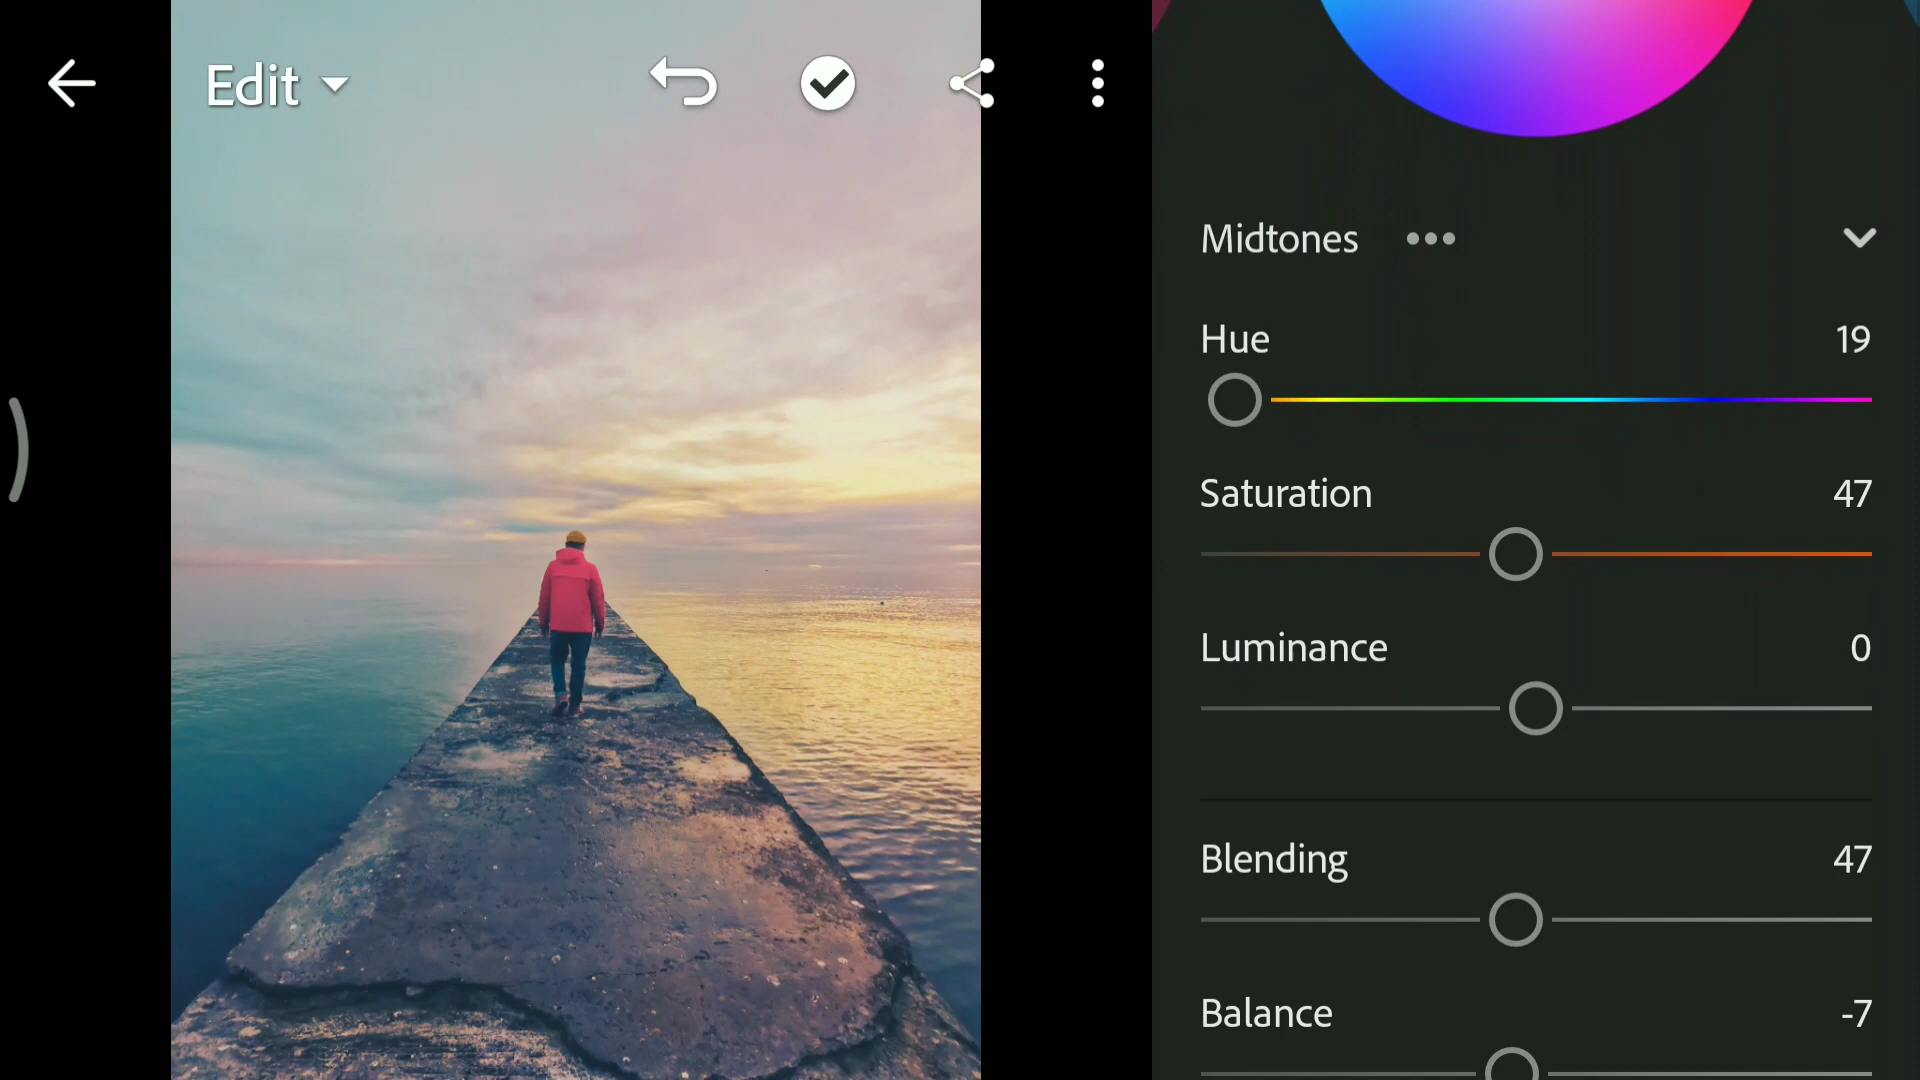 Edit
Midtones
Hue 19
Saturation 47
Luminance 0
Blending 47
Balance -7